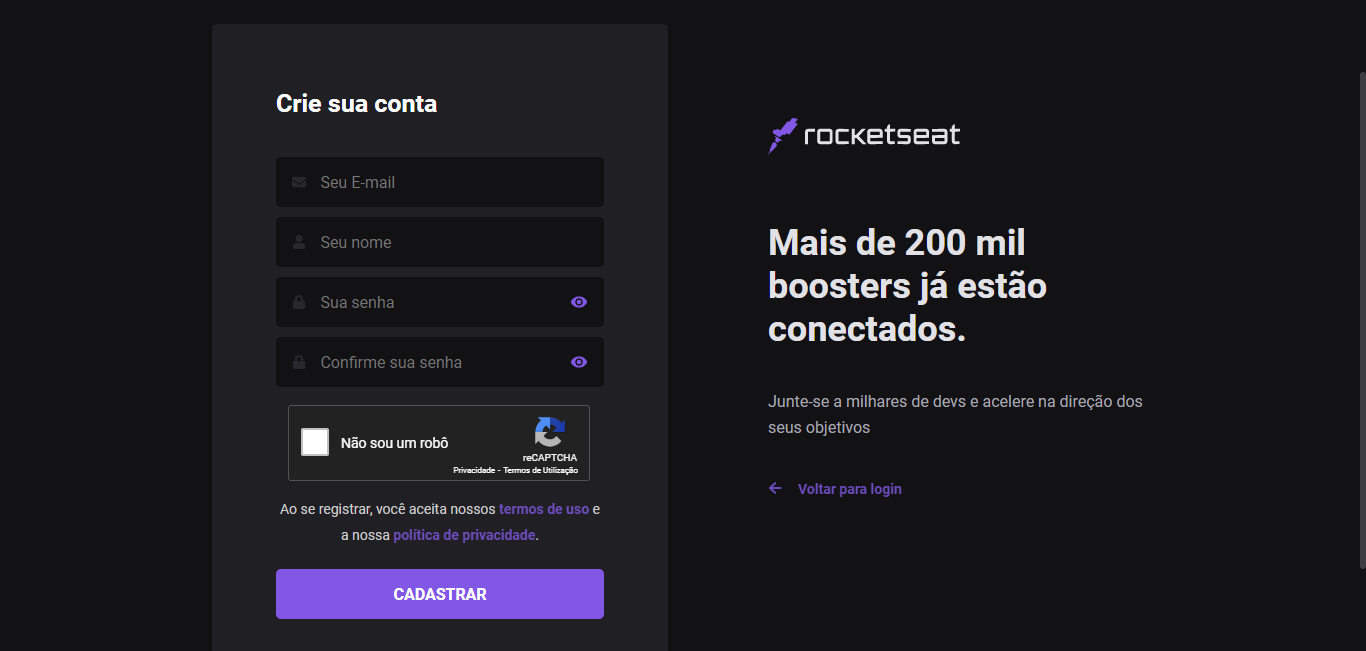 Crie sua conta
Seu E-mail
Seu nome
Sua senha
Confirme sua senha
Não sou um robô
reCAPTCHA
Privacidade - Termos de Utilização
Ao se registrar, você aceita nossos termos de uso e
a nossa política de privacidade.
CADASTRAR
rocketseat
Mais de 200 mil
boosters já estão
conectados.
Junte-se a milhares de devs e acelere na direção dos
seus objetivos
Voltar para login